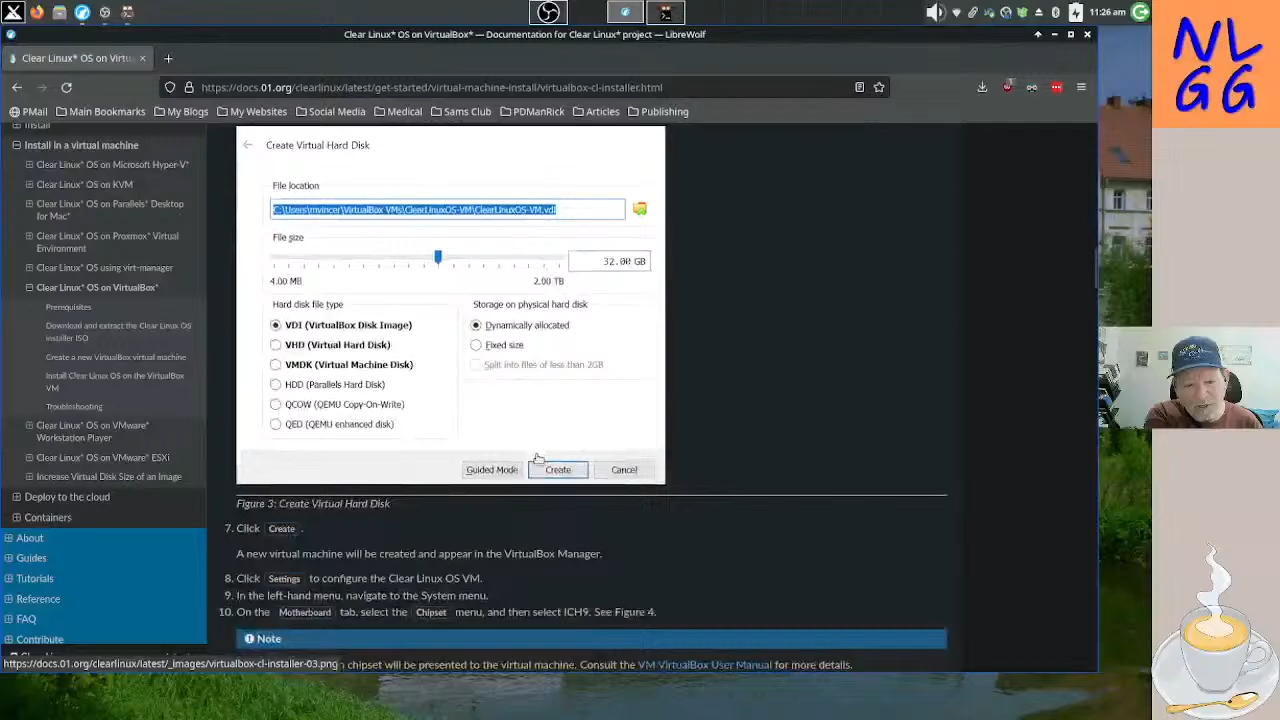 11:26 am
Clear Linux* OS on VirtualBox* — Documentation for Clear Linux* project — LibreWolf
Clear Linux* OS on Virtu
https://docs.01.org/clearlinux/latest/get-started/virtual-machine-install/virtualbox-cl-installer.html
PMail
Main Bookmarks
My Blogs
My Websites
Social Media
Medical
Sams Club
PDManRick
Articles
Publishing
Install
Install in a virtual machine
Clear Linux* OS on Microsoft Hyper-V*
Clear Linux* OS on KVM
Clear Linux* OS on Parallels* Desktop
for Mac*
Clear Linux* OS on Proxmox* Virtual
Environment
Clear Linux* OS using virt-manager
Clear Linux* OS on VirtualBox*
Prerequisites
Download and extract the Clear Linux OS
installer ISO
Create a new VirtualBox virtual machine
Install Clear Linux OS on the VirtualBox
VM
Troubleshooting
Clear Linux* OS on VMware*
Workstation Player
Clear Linux* OS on VMware* ESXi
Increase Virtual Disk Size of an Image
Deploy to the cloud
Containers
About
Guides
Tutorials
Reference
FAQ
Contribute
Create Virtual Hard Disk
File location
C:\Users\mvincer\VirtualBox VMs\ClearLinuxOS-VM\ClearLinuxOS-VM.vdi
File size
32.00 GB
4.00 MB
2.00 TB
Hard disk file type
VDI (VirtualBox Disk Image)
VHD (Virtual Hard Disk)
VMDK (Virtual Machine Disk)
HDD (Parallels Hard Disk)
QCOW (QEMU Copy-On-Write)
QED (QEMU enhanced disk)
Storage on physical hard disk
Dynamically allocated
Fixed size
Split into files of less than 2GB
Guided Mode
Create
Cancel
Figure 3: Create Virtual Hard Disk
7. Click Create .
A new virtual machine will be created and appear in the VirtualBox Manager.
8. Click Settings to configure the Clear Linux OS VM.
9. In the left-hand menu, navigate to the System menu.
10. On the Motherboard tab, select the Chipset menu, and then select ICH9. See Figure 4.
Note
chipset will be presented to the virtual machine. Consult the VM VirtualBox User Manual for more details.
https://docs.01.org/clearlinux/latest/_images/virtualbox-cl-installer-03.png
NL
GG